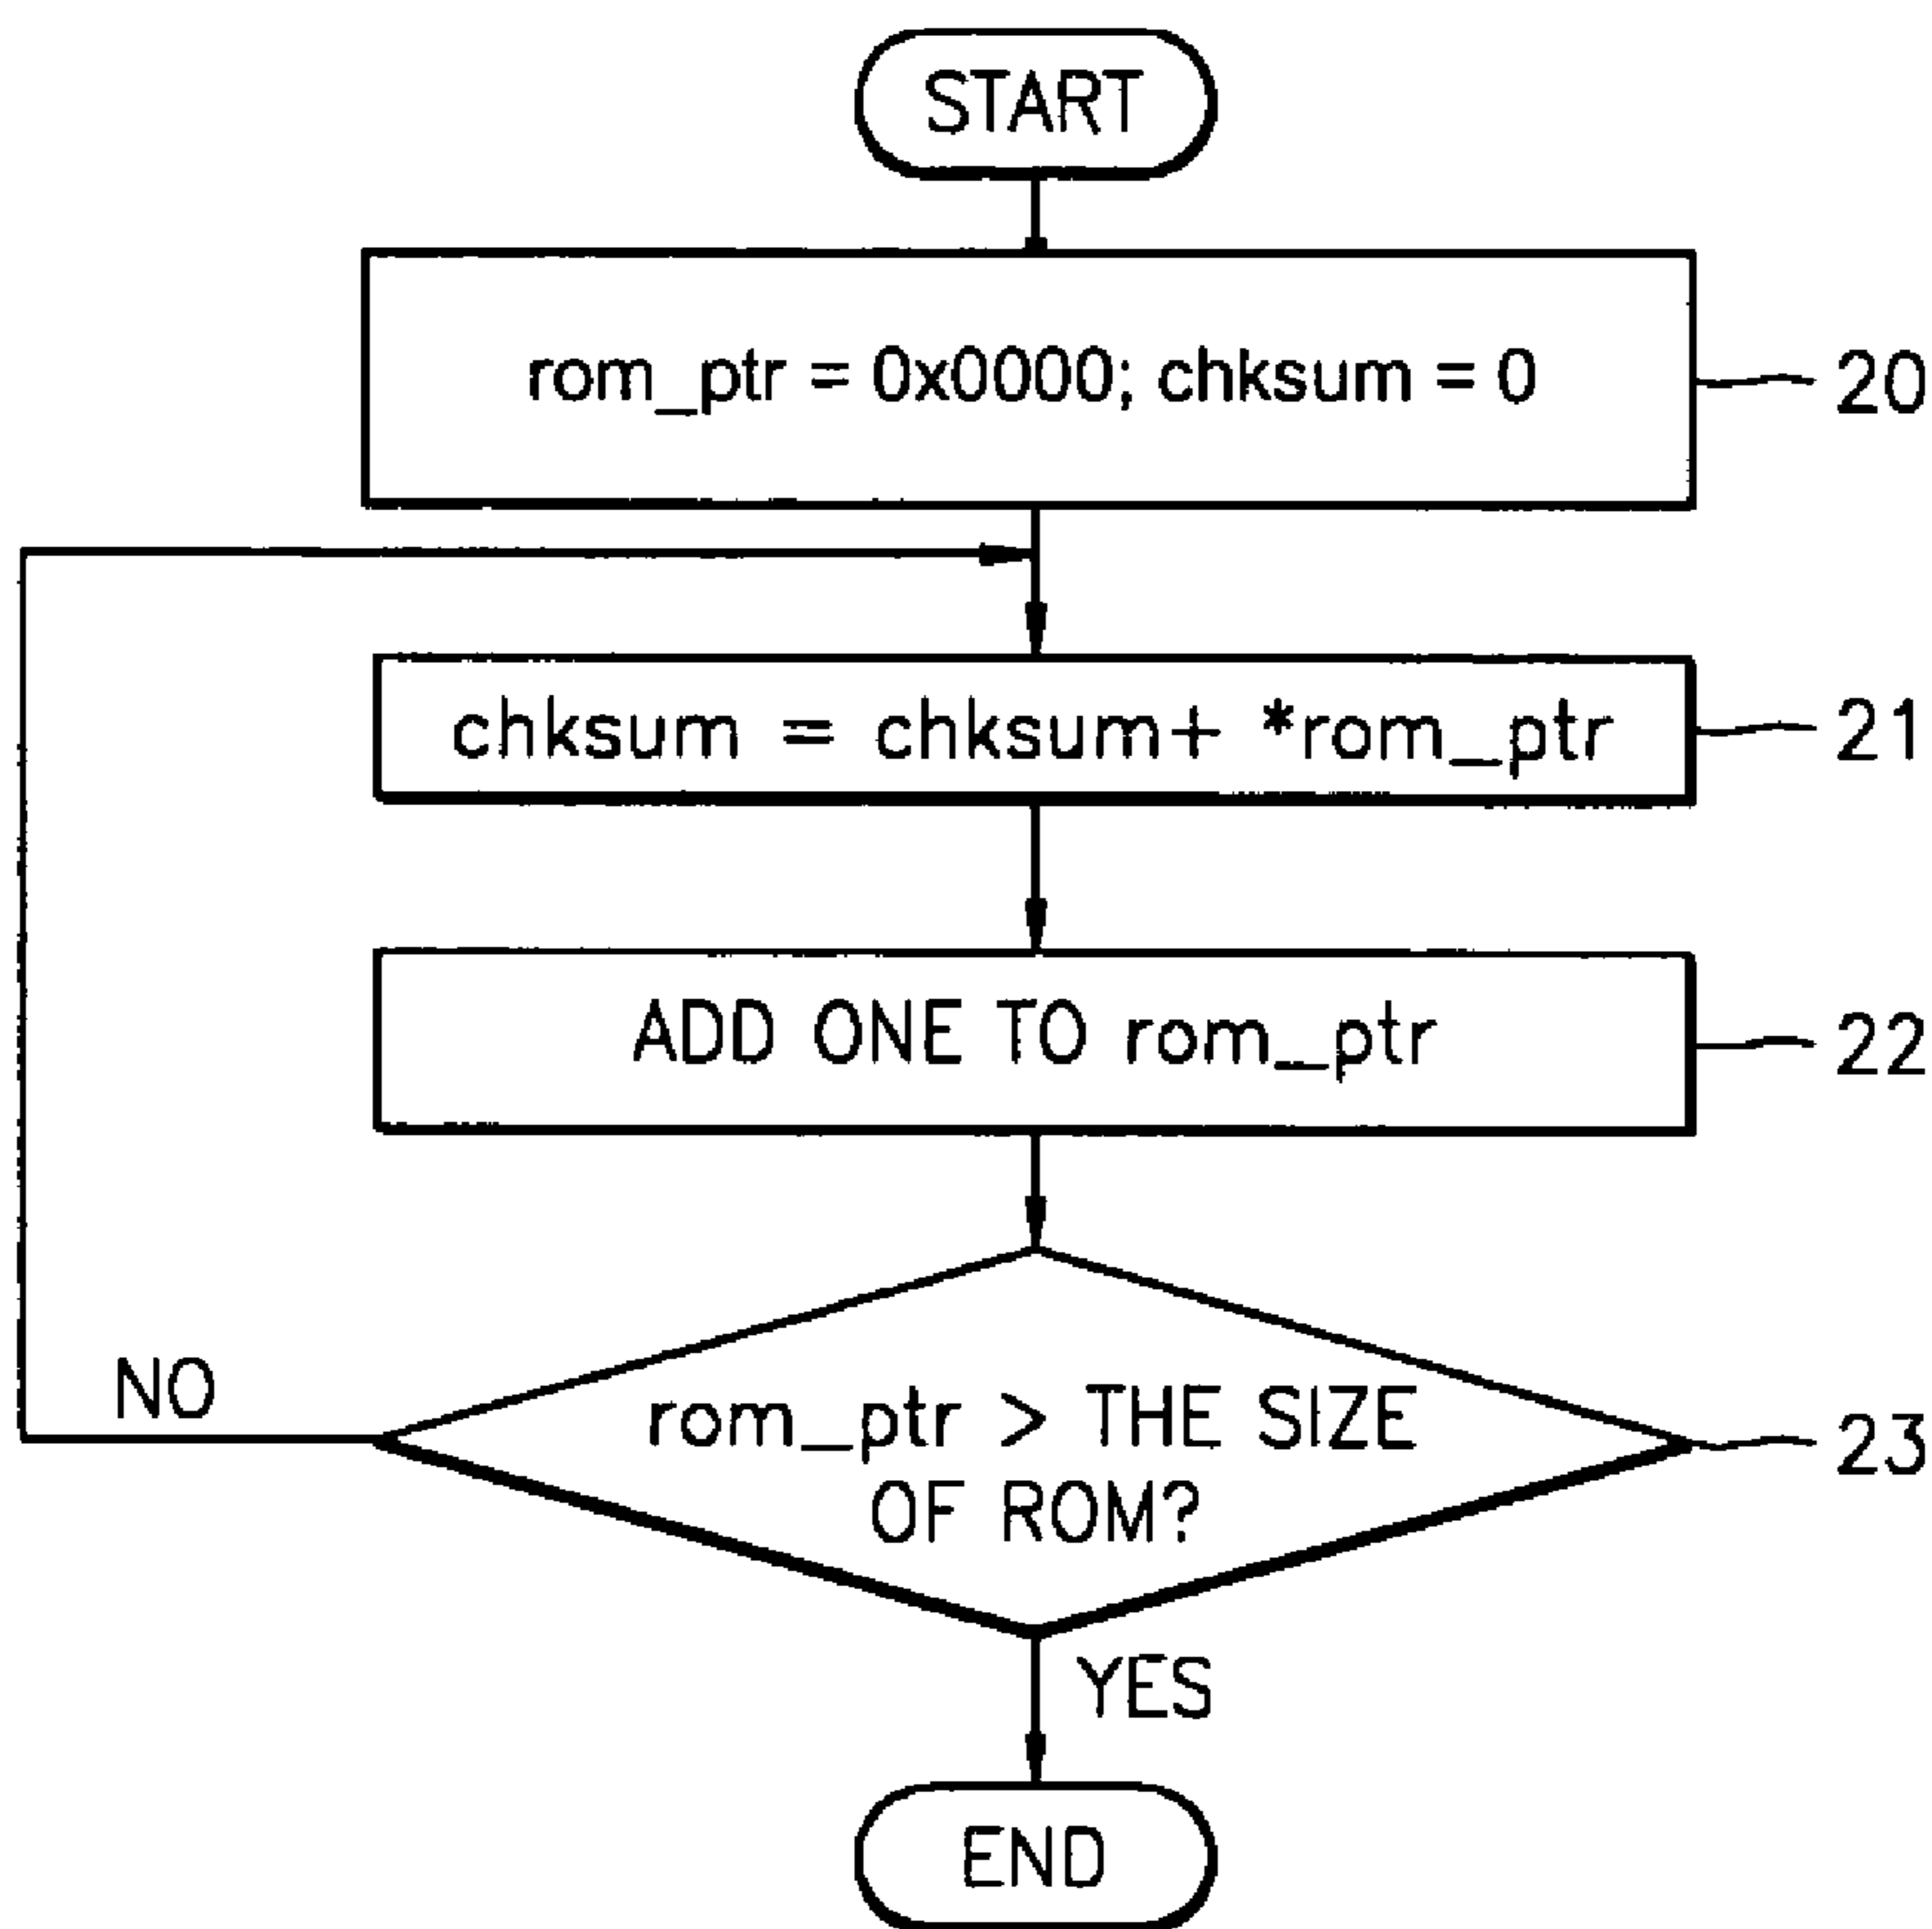 START
rom_ptr = 0x0000; chksum = 0
20
chksum = chksum+ *rom_ptr
21
ADD ONE TO rom_ptr
22
NO
rom_ptr > THE SIZE
OF ROM?
23
YES
END